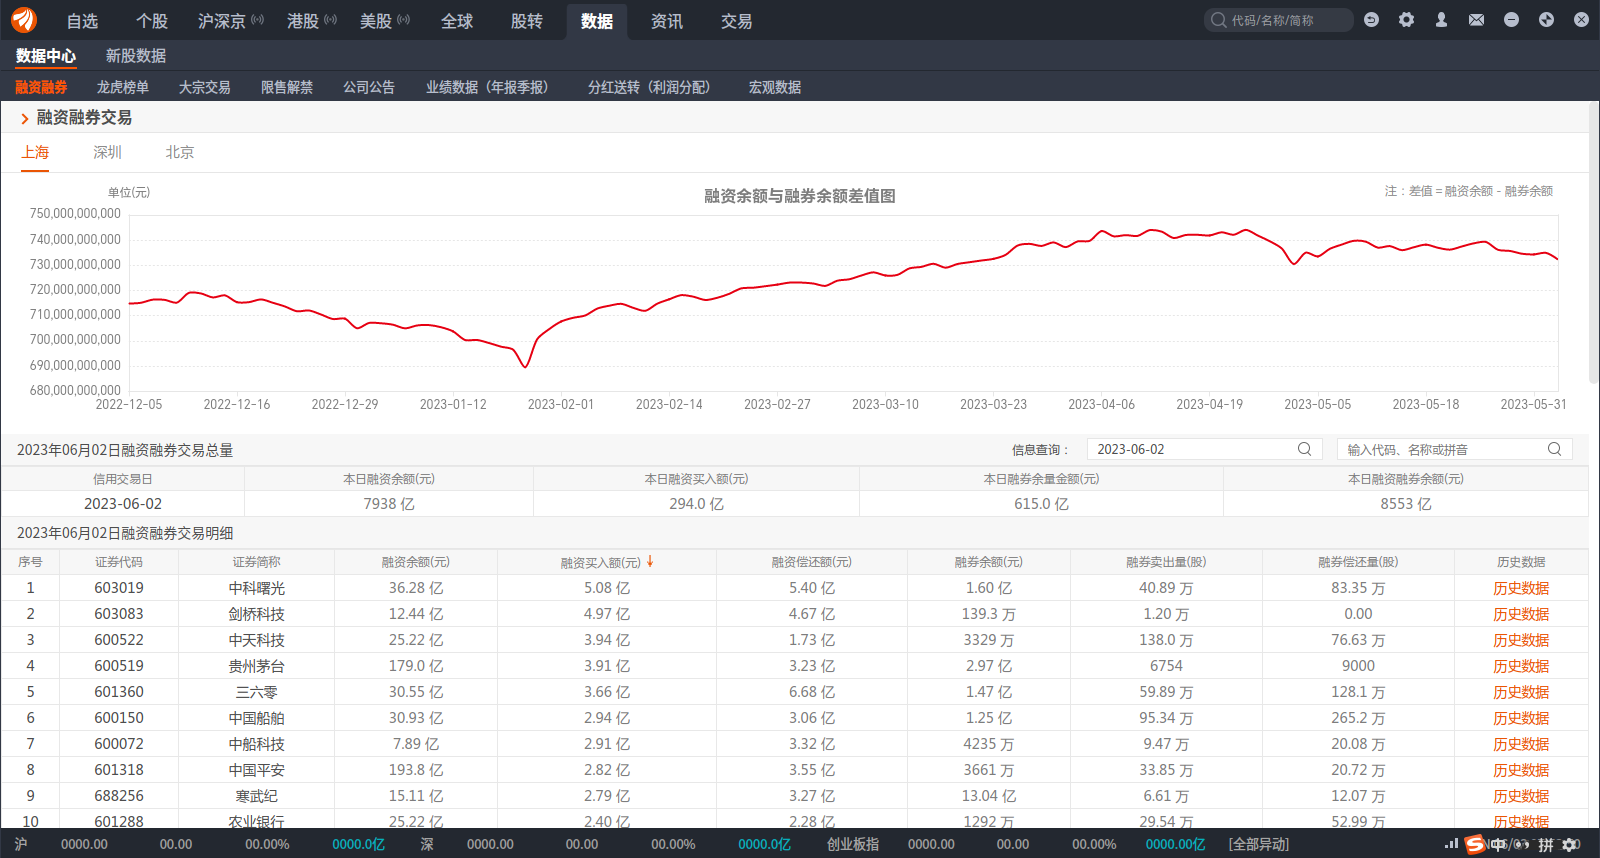 自选 个股 沪深京 港股 美股 全球 股转 数据 资讯 交易 代码/名称/简称
数据中心 新股数据
融资融券 龙虎榜单 大宗交易 限售解禁 公司公告 业绩数据（年报季报） 分红送转（利润分配） 宏观数据
融资融券交易
上海 深圳 北京
单位(元) 融资余额与融券余额差值图 注：差值=融资余额 - 融券余额
750,000,000,000
740,000,000,000
730,000,000,000
720,000,000,000
710,000,000,000
700,000,000,000
690,000,000,000
680,000,000,000
2022-12-05 2022-12-16 2022-12-29 2023-01-12 2023-02-01 2023-02-14 2023-02-27 2023-03-10 2023-03-23 2023-04-06 2023-04-19 2023-05-05 2023-05-18 2023-05-31
2023年06月02日融资融券交易总量 信息查询： 2023-06-02 输入代码、名称或拼音
信用交易日 本日融资余额(元) 本日融资买入额(元) 本日融券余量金额(元) 本日融资融券余额(元)
2023-06-02 7938 亿 294.0 亿 615.0 亿 8553 亿
2023年06月02日融资融券交易明细
序号 证券代码 证券简称 融资余额(元) 融资买入额(元) 融资偿还额(元) 融券余额(元) 融券卖出量(股) 融券偿还量(股) 历史数据
1 603019 中科曙光 36.28 亿 5.08 亿 5.40 亿 1.60 亿 40.89 万 83.35 万 历史数据
2 603083 剑桥科技 12.44 亿 4.97 亿 4.67 亿 139.3 万 1.20 万 0.00 历史数据
3 600522 中天科技 25.22 亿 3.94 亿 1.73 亿 3329 万 138.0 万 76.63 万 历史数据
4 600519 贵州茅台 179.0 亿 3.91 亿 3.23 亿 2.97 亿 6754 9000 历史数据
5 601360 三六零 30.55 亿 3.66 亿 6.68 亿 1.47 亿 59.89 万 128.1 万 历史数据
6 600150 中国船舶 30.93 亿 2.94 亿 3.06 亿 1.25 亿 95.34 万 265.2 万 历史数据
7 600072 中船科技 7.89 亿 2.91 亿 3.32 亿 4235 万 9.47 万 20.08 万 历史数据
8 601318 中国平安 193.8 亿 2.82 亿 3.55 亿 3661 万 33.85 万 20.72 万 历史数据
9 688256 寒武纪 15.11 亿 2.79 亿 3.27 亿 13.04 亿 6.61 万 12.07 万 历史数据
10 601288 农业银行 25.22 亿 2.40 亿 2.28 亿 1292 万 29.54 万 52.99 万 历史数据
沪 0000.00 00.00 00.00% 0000.0亿 深 0000.00 00.00 00.00% 0000.0亿 创业板指 0000.00 00.00 00.00% 0000.00亿 [全部异动] 中 拼